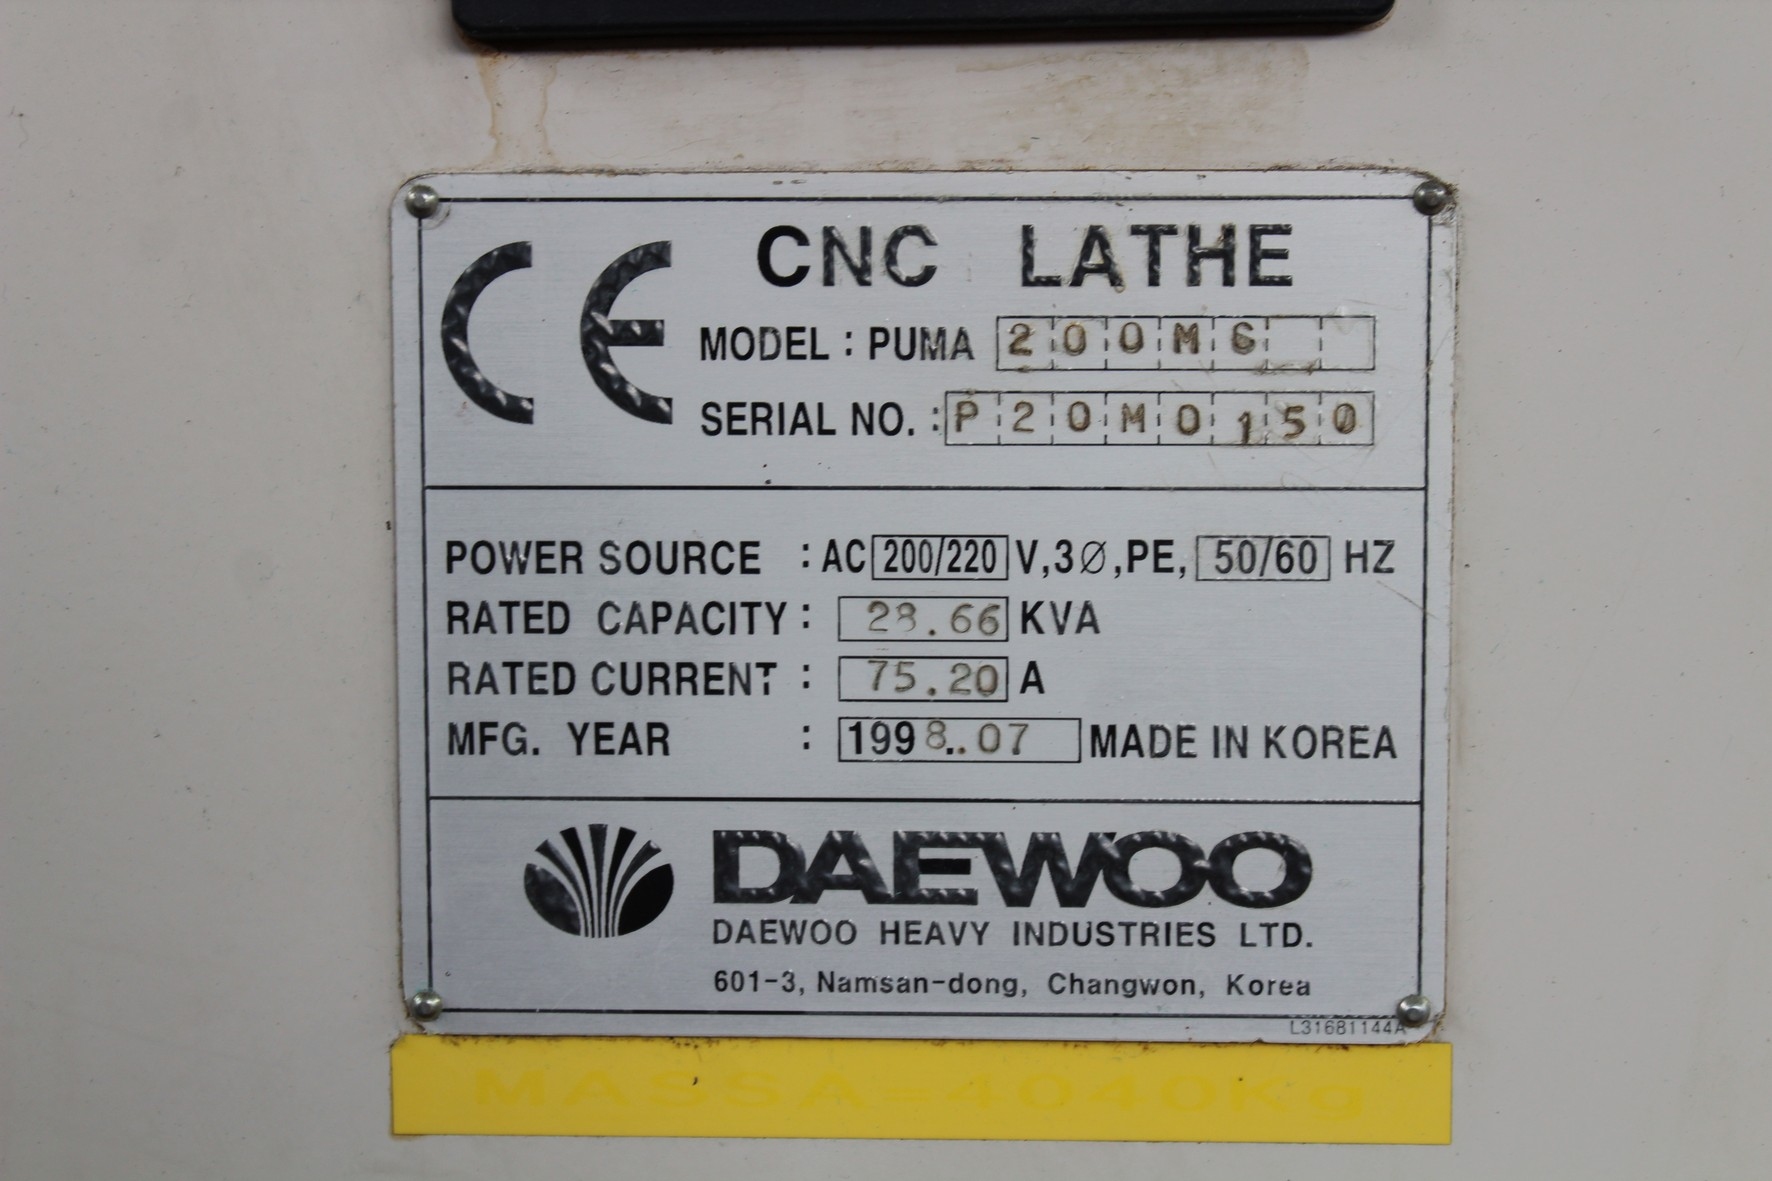 CE CNC LATHE
MODEL : PUMA 200MG
SERIAL NO. : P20M0150
POWER SOURCE : AC 200/220 V,3Ø,PE, 50/60 HZ
RATED CAPACITY : 28.66 KVA
RATED CURRENT : 75.20 A
MFG. YEAR : 1998..07 MADE IN KOREA
DAEWOO
DAEWOO HEAVY INDUSTRIES LTD.
601-3, Namsan-dong, Changwon, Korea
L31681144A
MASSA=4040Kg